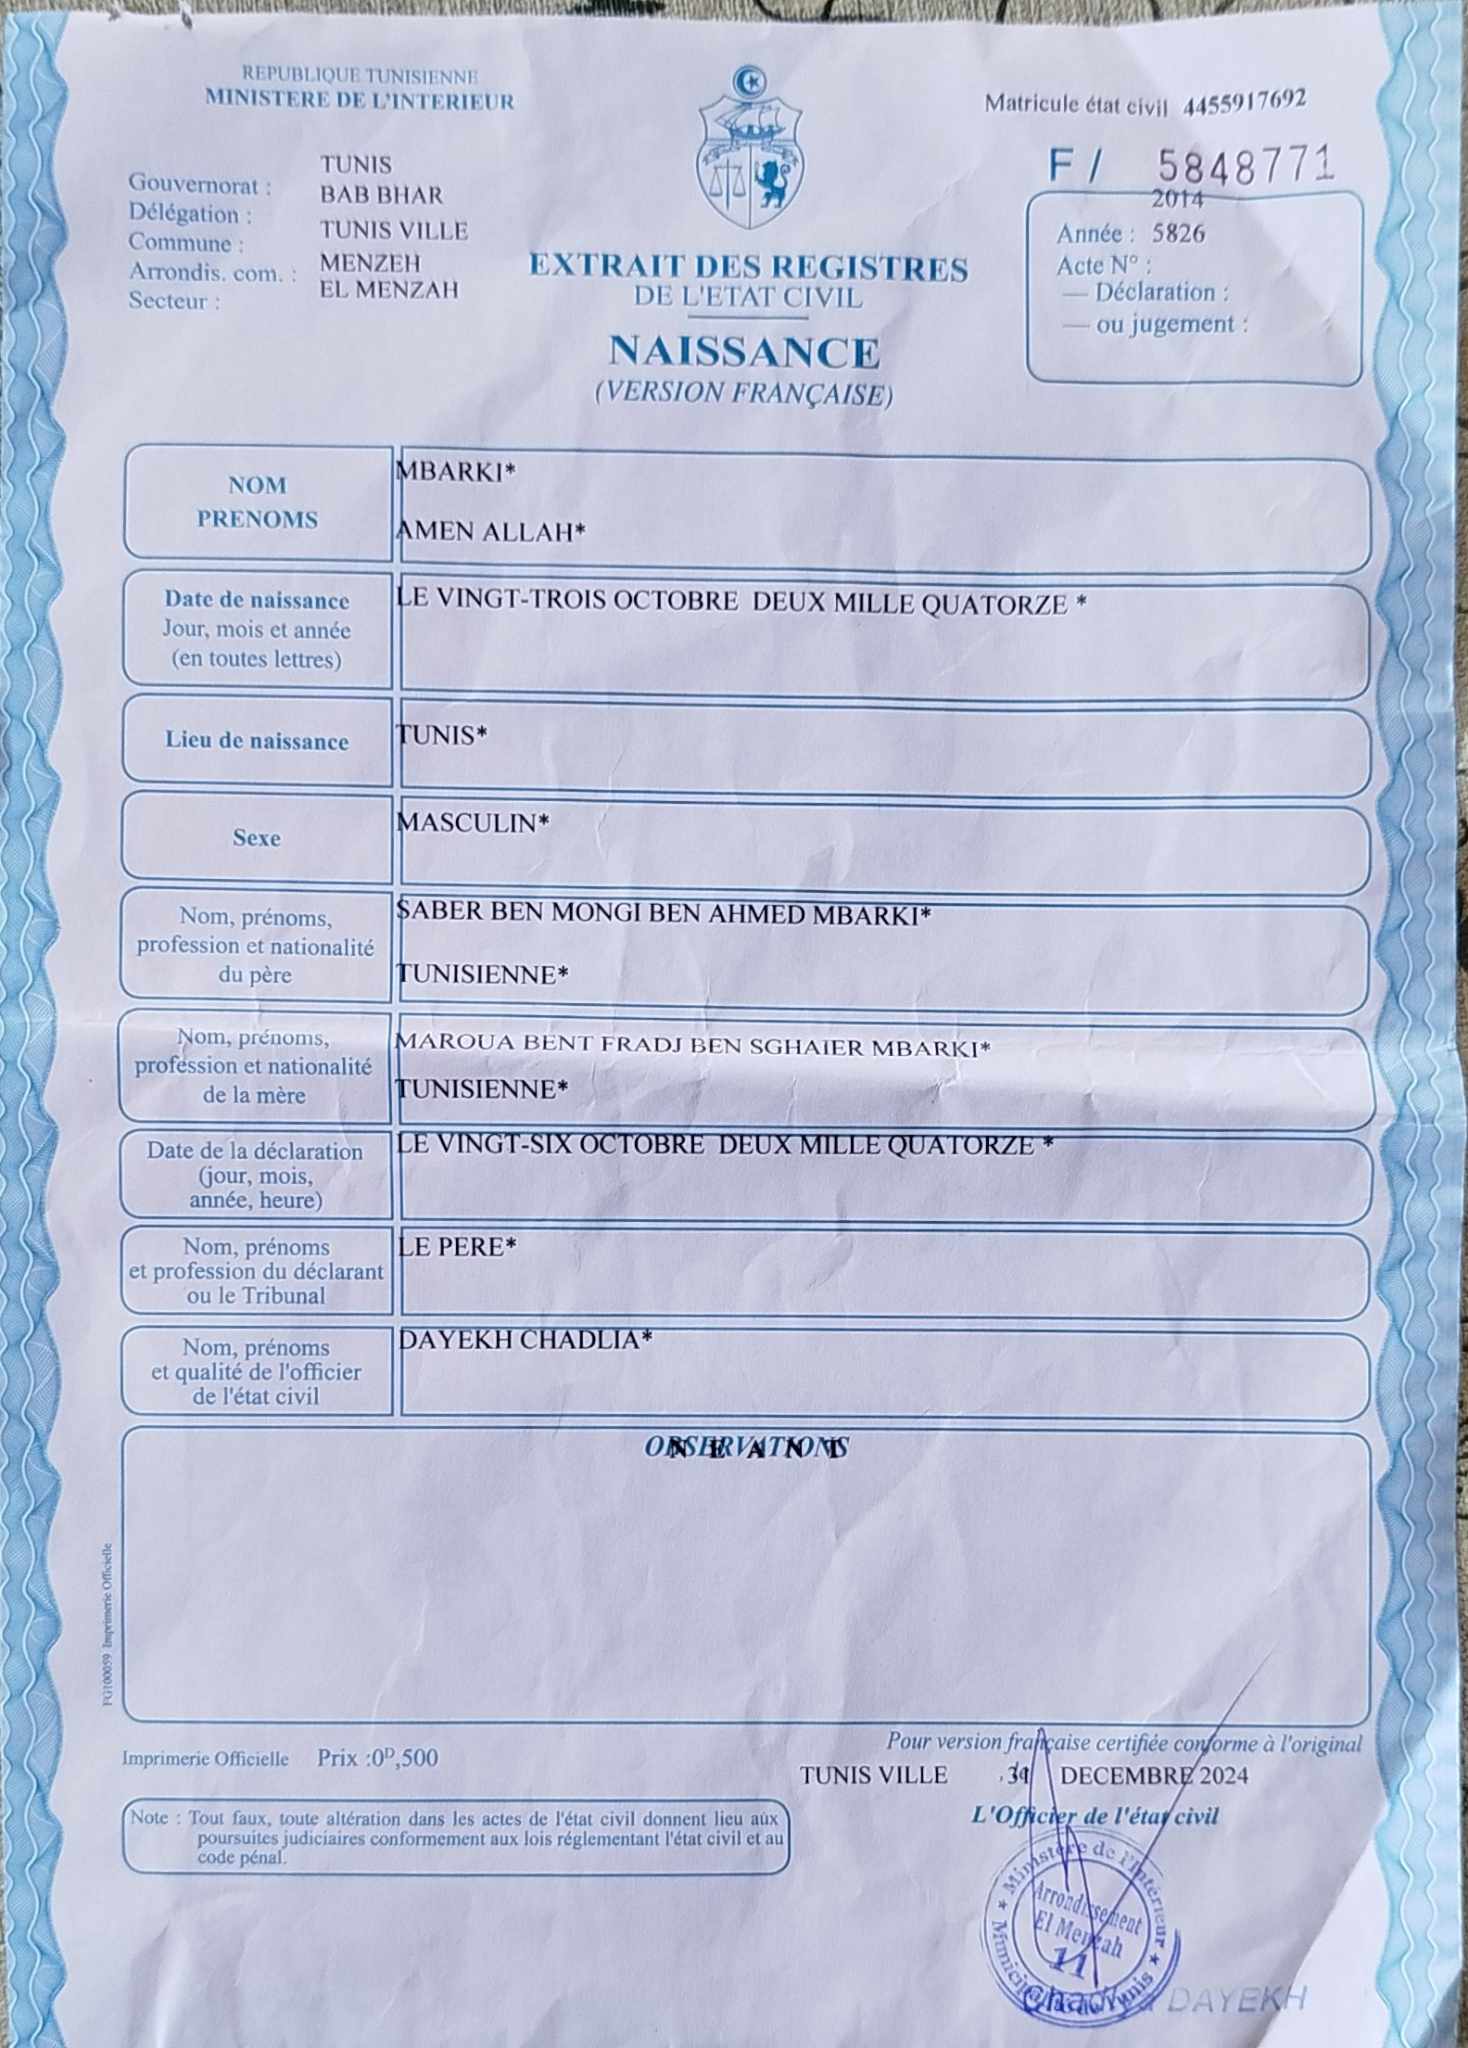 REPUBLIQUE TUNISIENNE
MINISTERE DE L'INTERIEUR
Matricule état civil 4455917692
F / 5848771
Gouvernorat : TUNIS
Délégation : BAB BHAR
Commune : TUNIS VILLE
Arrondis. com. : MENZEH
Secteur : EL MENZAH
2014
Année : 5826
Acte N° :
— Déclaration :
— ou jugement :
EXTRAIT DES REGISTRES
DE L'ETAT CIVIL
NAISSANCE
(VERSION FRANÇAISE)
NOM
PRENOMS
MBARKI*
AMEN ALLAH*
Date de naissance
Jour, mois et année
(en toutes lettres)
LE VINGT-TROIS OCTOBRE DEUX MILLE QUATORZE *
Lieu de naissance
TUNIS*
Sexe
MASCULIN*
Nom, prénoms,
profession et nationalité
du père
SABER BEN MONGI BEN AHMED MBARKI*
TUNISIENNE*
Nom, prénoms,
profession et nationalité
de la mère
MAROUA BENT FRADJ BEN SGHAIER MBARKI*
TUNISIENNE*
Date de la déclaration
(jour, mois,
année, heure)
LE VINGT-SIX OCTOBRE DEUX MILLE QUATORZE *
Nom, prénoms
et profession du déclarant
ou le Tribunal
LE PERE*
Nom, prénoms
et qualité de l'officier
de l'état civil
DAYEKH CHADLIA*
OBSERVATIONS
N E A N T
FG100059 Imprimerie Officielle
Imprimerie Officielle Prix :0D,500
Pour version française certifiée conforme à l'original
TUNIS VILLE , le 31 DECEMBRE 2024
L'Officier de l'état civil
Note : Tout faux, toute altération dans les actes de l'état civil donnent lieu aux
poursuites judiciaires conformement aux lois réglementant l'état civil et au
code pénal.
★ Ministère de l'Intérieur ★
Arrondissement
El Menzah
11
Municipalité de Tunis
Chadlya DAYEKH